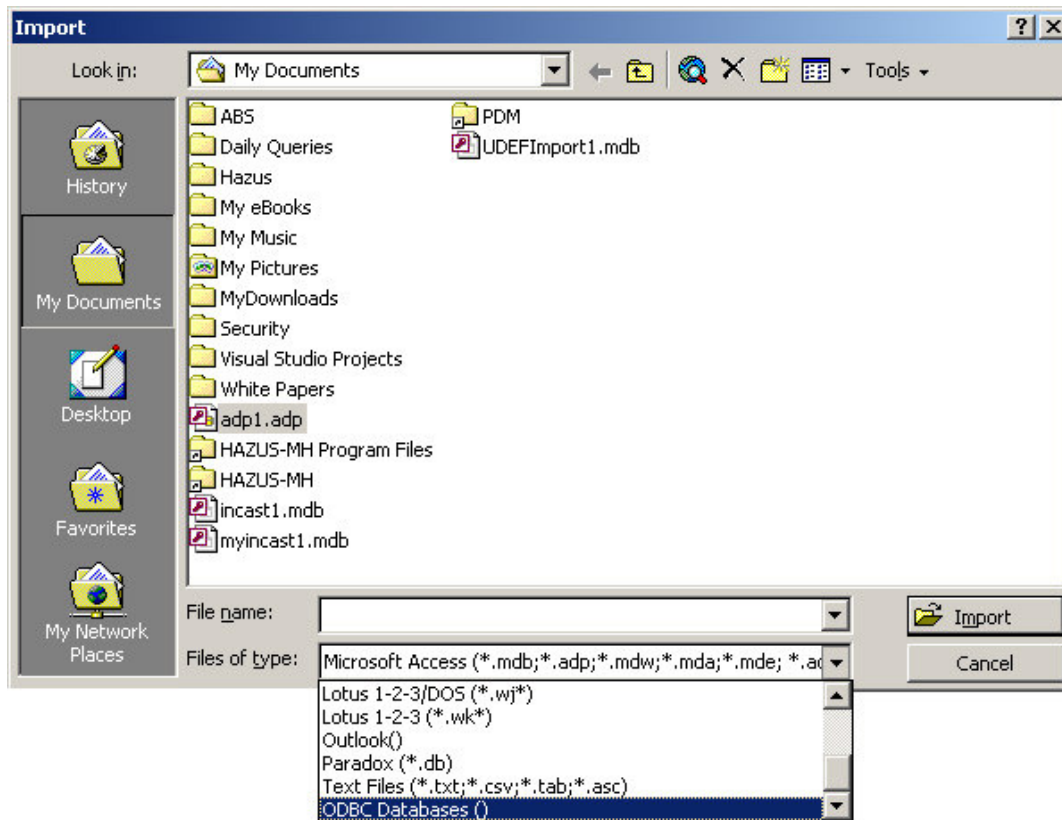 Import
Look in:
My Documents
Tools
History
My Documents
Desktop
Favorites
My Network
Places
ABS
Daily Queries
Hazus
My eBooks
My Music
My Pictures
MyDownloads
Security
Visual Studio Projects
White Papers
adp1.adp
HAZUS-MH Program Files
HAZUS-MH
incast1.mdb
myincast1.mdb
PDM
UDEFImport1.mdb
File name:
Import
Files of type:
Microsoft Access (*.mdb;*.adp;*.mdw;*.mda;*.mde; *.ac
Cancel
Lotus 1-2-3/DOS (*.wj*)
Lotus 1-2-3 (*.wk*)
Outlook()
Paradox (*.db)
Text Files (*.txt;*.csv;*.tab;*.asc)
ODBC Databases ()